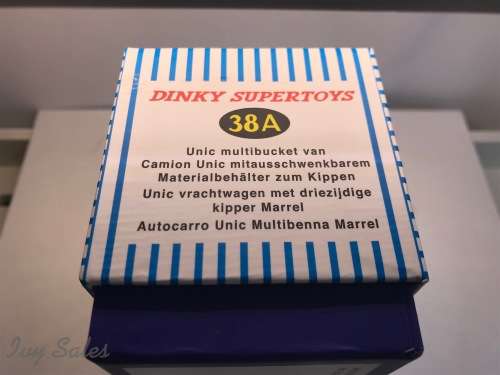 DINKY SUPERTOYS
38A
Unic multibucket van
Camion Unic mitausschwenkbarem
Materialbehälter zum Kippen
Unic vrachtwagen met driezijdige
kipper Marrel
Autocarro Unic Multibenna Marrel
Ivy Sales